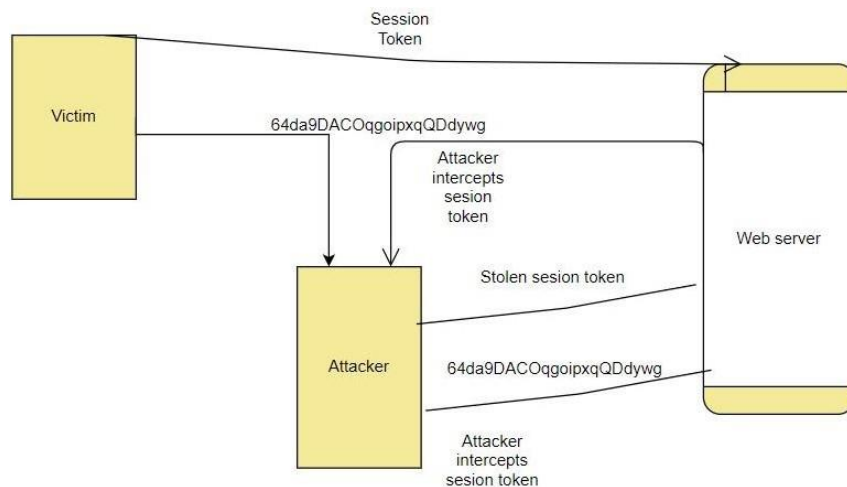 Session
Token
Victim
64da9DACOqgoipxqQDdywg
Attacker
intercepts
sesion
token
Web server
Stolen sesion token
Attacker
64da9DACOqgoipxqQDdywg
Attacker
intercepts
sesion token